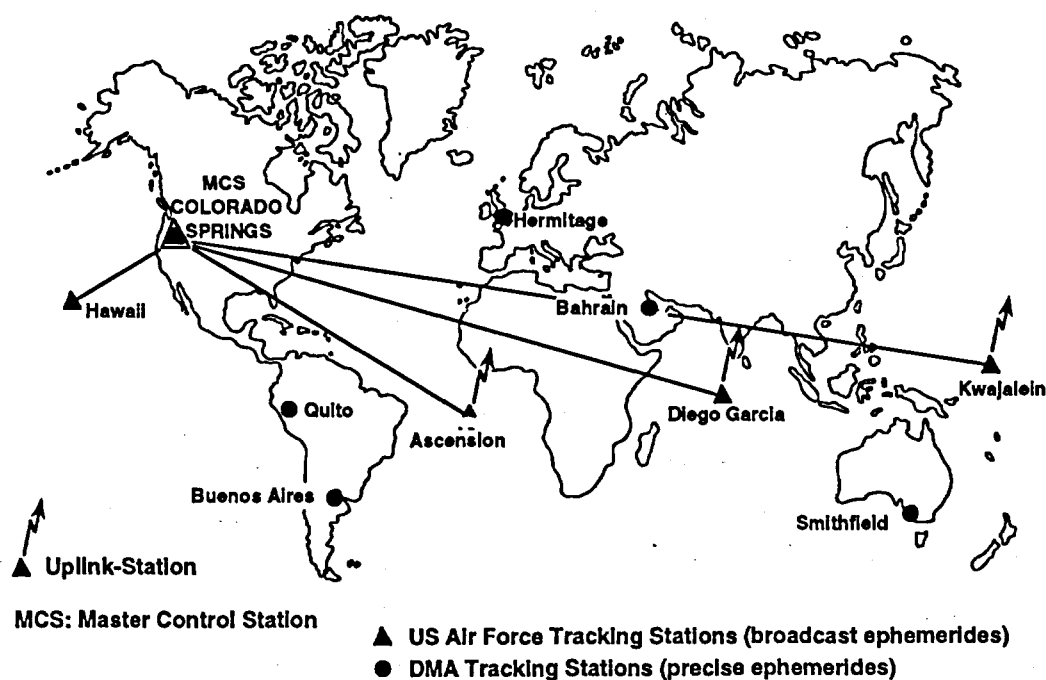 MCS
COLORADO
SPRINGS
Hermitage
Hawaii
Bahrain
Kwajalein
Diego Garcia
Quito
Ascension
Buenos Aires
Smithfield
Uplink-Station
MCS: Master Control Station
US Air Force Tracking Stations (broadcast ephemerides)
DMA Tracking Stations (precise ephemerides)